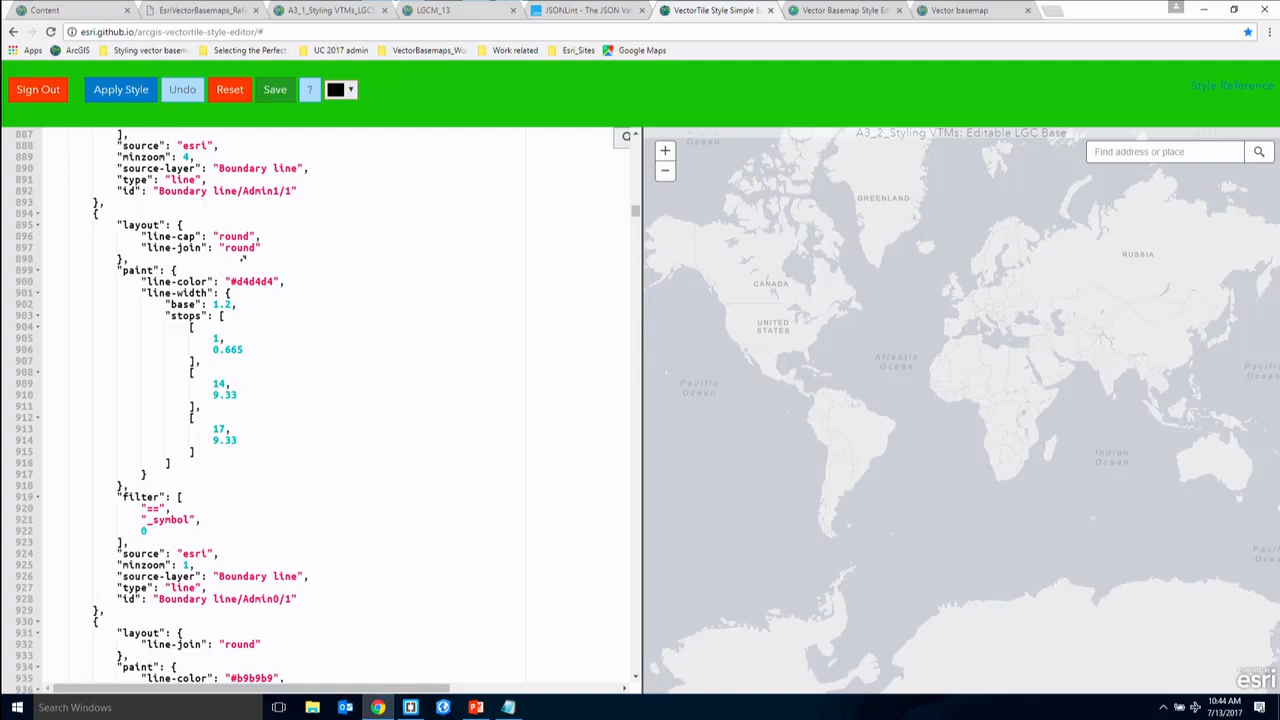 Content
EsriVectorBasemaps_Ref
A3_1_Styling VTMs_LGC
LGCM_13
JSONLint - The JSON Val
VectorTile Style Simple E
Vector Basemap Style Ed
Vector basemap
esri.github.io/arcgis-vectortile-style-editor/#
Apps
ArcGIS
Styling vector basem
Selecting the Perfect
UC 2017 admin
VectorBasemaps_Wo
Work related
Esri_Sites
Google Maps
Sign Out
Apply Style
Undo
Reset
Save
?
Style Reference
887 ],
888 "source": "esri",
889 "minzoom": 4,
890 "source-layer": "Boundary line",
891 "type": "line",
892 "id": "Boundary line/Admin1/1"
893 },
894 {
895 "layout": {
896 "line-cap": "round",
897 "line-join": "round"
898 },
899 "paint": {
900 "line-color": "#d4d4d4",
901 "line-width": {
902 "base": 1.2,
903 "stops": [
904 [
905 1,
906 0.665
907 ],
908 [
909 14,
910 9.33
911 ],
912 [
913 17,
914 9.33
915 ]
916 ]
917 }
918 },
919 "filter": [
920 "==",
921 "_symbol",
922 0
923 ],
924 "source": "esri",
925 "minzoom": 1,
926 "source-layer": "Boundary line",
927 "type": "line",
928 "id": "Boundary line/Admin0/1"
929 },
930 {
931 "layout": {
932 "line-join": "round"
933 },
934 "paint": {
935 "line-color": "#b9b9b9",
936
A3_2_Styling VTMs: Editable LGC Base
Arctic
Ocean
Arctic
Ocean
+
−
Find address or place
GREENLAND
RUSSIA
CANADA
UNITED
STATES
Atlantic
Ocean
Pacific
Ocean
Pacific
Ocean
Indian
Ocean
Pacif
Ocea
esri
Search Windows
10:44 AM
7/13/2017